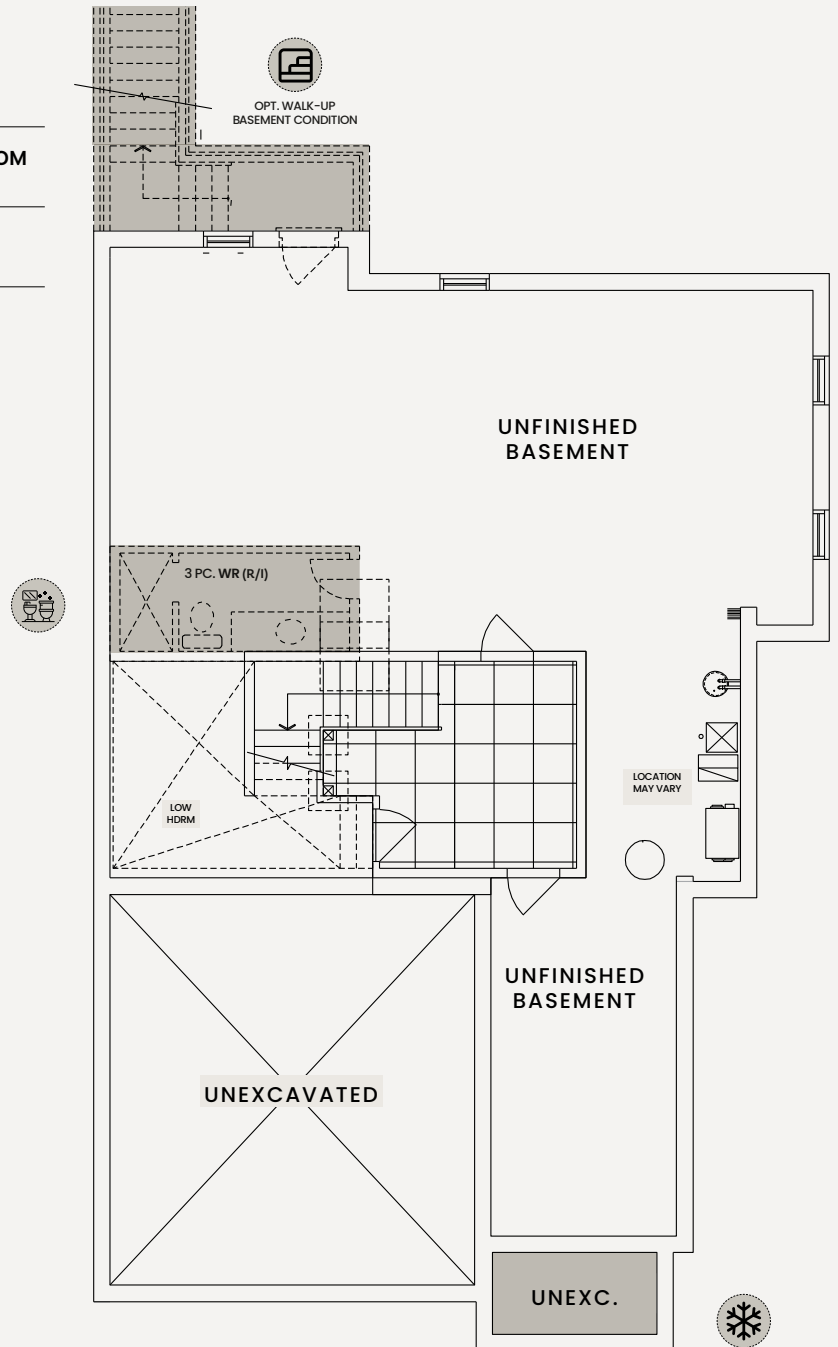 OPT. WALK-UP
BASEMENT CONDITION
OM
UNFINISHED
BASEMENT
3 PC. WR (R/I)
LOCATION
MAY VARY
LOW
HDRM
UNFINISHED
BASEMENT
UNEXCAVATED
UNEXC.